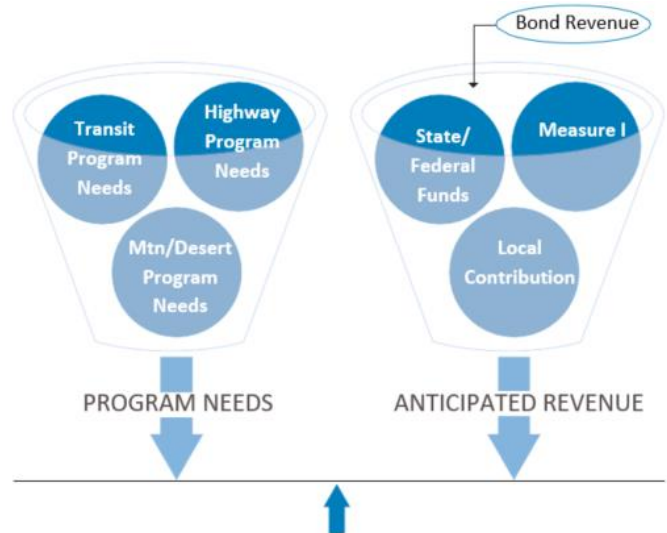 Bond Revenue
Transit
Program
Needs
Highway
Program
Needs
Mtn/Desert
Program
Needs
State/
Federal
Funds
Measure I
Local
Contribution
PROGRAM NEEDS
ANTICIPATED REVENUE